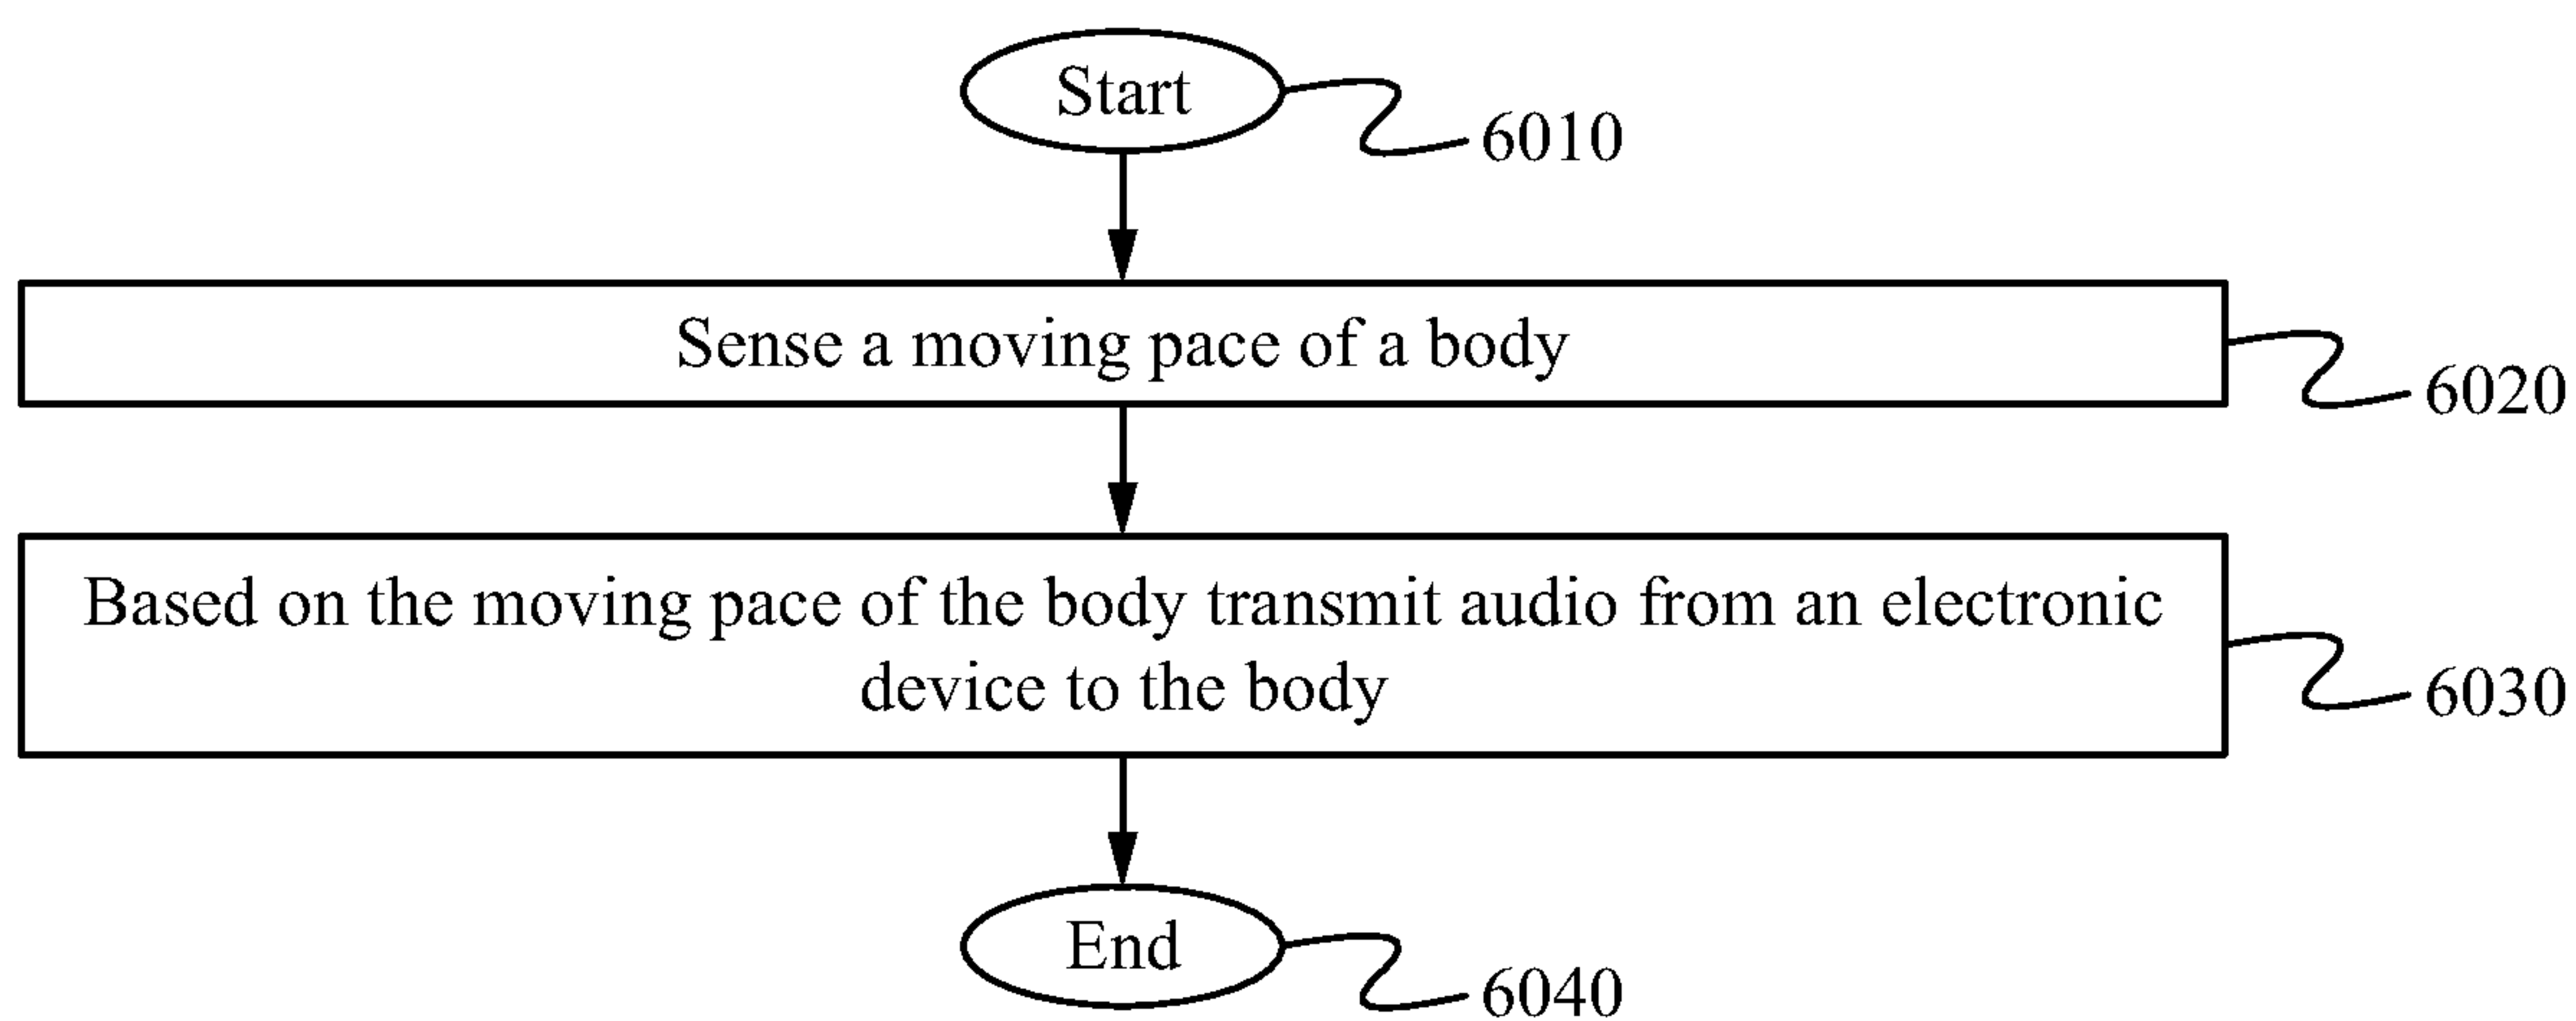 Start
6010
Sense a moving pace of a body
6020
Based on the moving pace of the body transmit audio from an electronic
device to the body
6030
End
6040